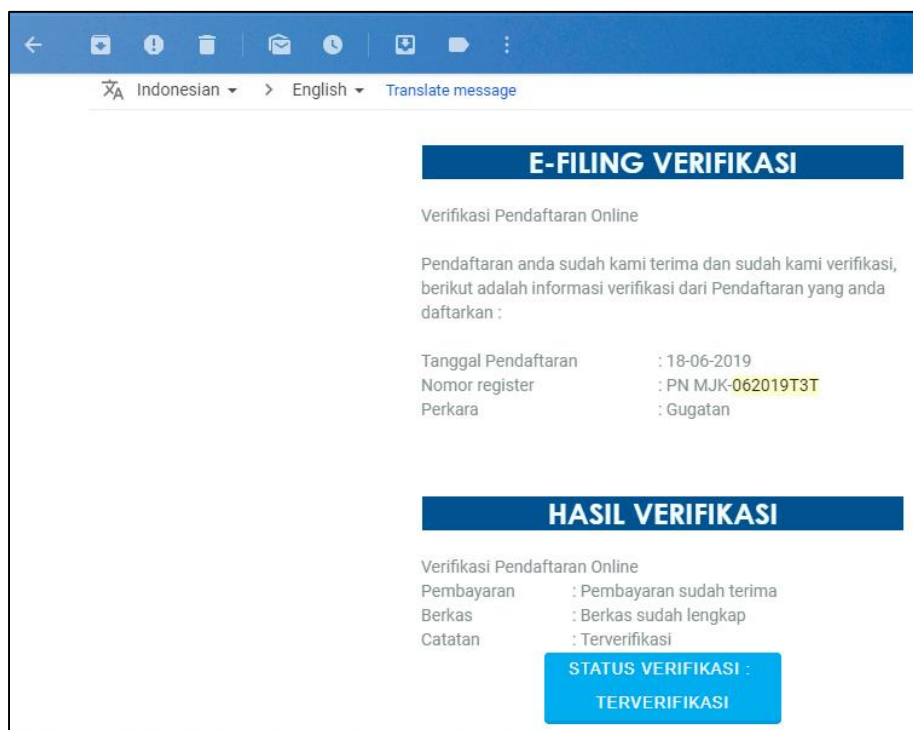 Indonesian > English Translate message
E-FILING VERIFIKASI
Verifikasi Pendaftaran Online
Pendaftaran anda sudah kami terima dan sudah kami verifikasi,
berikut adalah informasi verifikasi dari Pendaftaran yang anda
daftarkan :
Tanggal Pendaftaran : 18-06-2019
Nomor register : PN MJK-062019T3T
Perkara : Gugatan
HASIL VERIFIKASI
Verifikasi Pendaftaran Online
Pembayaran : Pembayaran sudah terima
Berkas : Berkas sudah lengkap
Catatan : Terverifikasi
STATUS VERIFIKASI :
TERVERIFIKASI